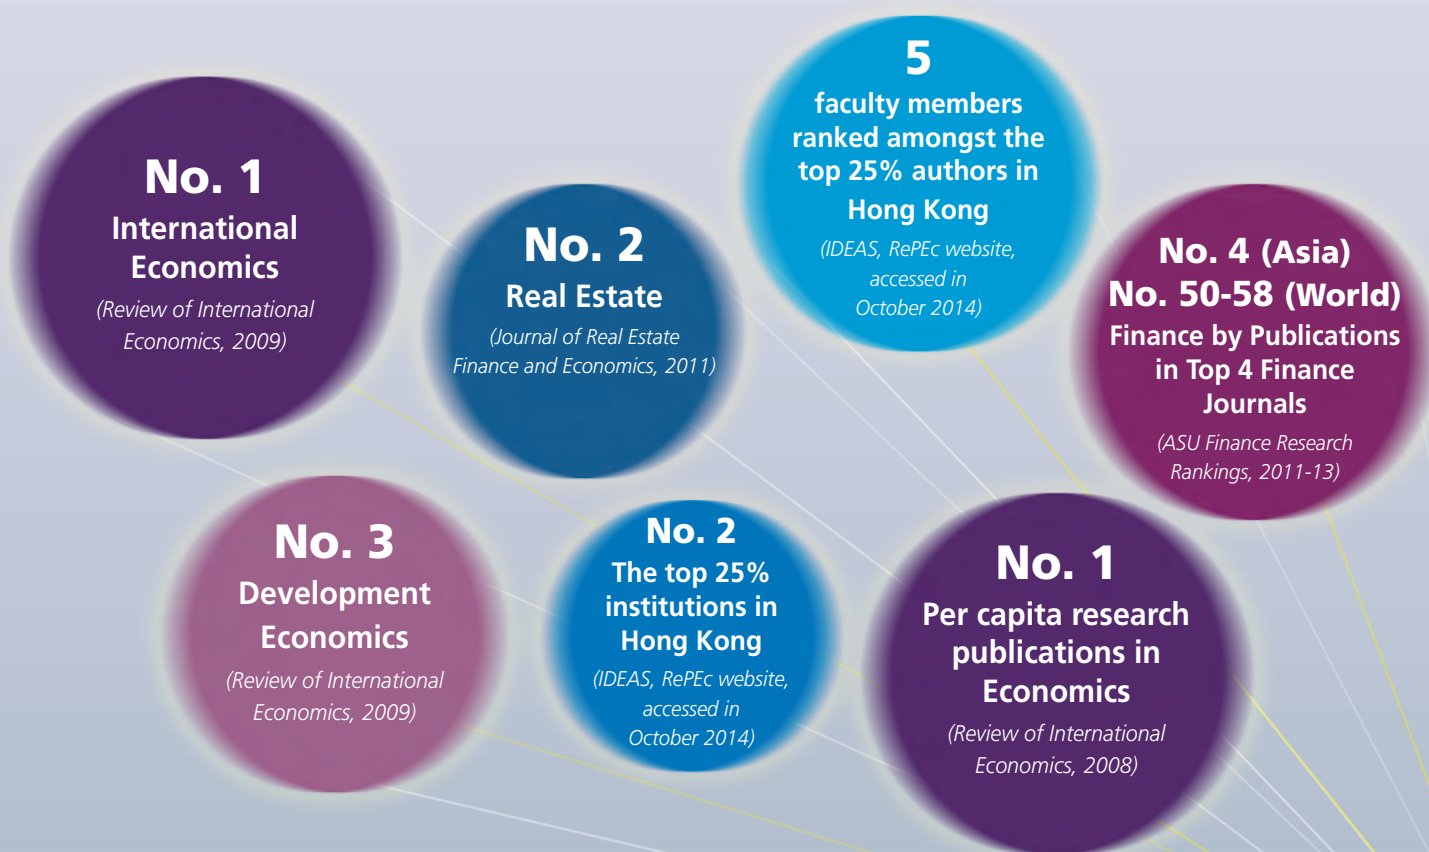 No. 1
International
Economics
(Review of International
Economics, 2009)
No. 2
Real Estate
(Journal of Real Estate
Finance and Economics, 2011)
5
faculty members
ranked amongst the
top 25% authors in
Hong Kong
(IDEAS, RePEc website,
accessed in
October 2014)
No. 4 (Asia)
No. 50-58 (World)
Finance by Publications
in Top 4 Finance
Journals
(ASU Finance Research
Rankings, 2011-13)
No. 3
Development
Economics
(Review of International
Economics, 2009)
No. 2
The top 25%
institutions in
Hong Kong
(IDEAS, RePEc website,
accessed in
October 2014)
No. 1
Per capita research
publications in
Economics
(Review of International
Economics, 2008)